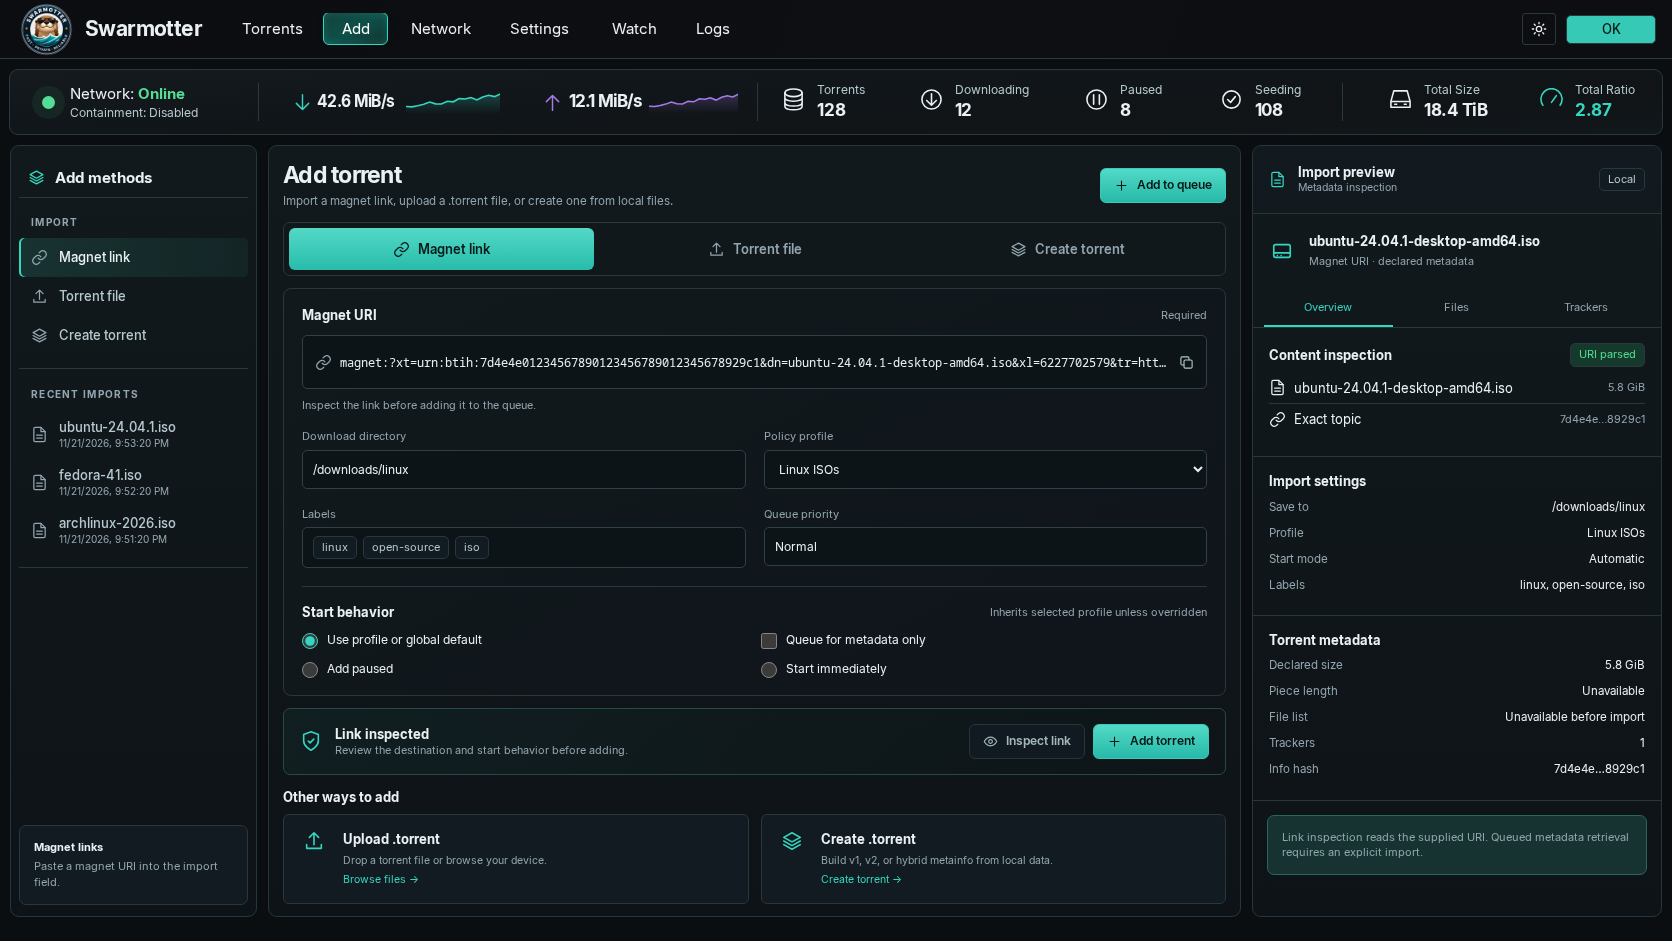 SWARMOTTER
Swarmotter
Torrents
Add
Network
Settings
Watch
Logs
OK
Network: Online
Containment: Disabled
42.6 MiB/s
12.1 MiB/s
Torrents
128
Downloading
12
Paused
8
Seeding
108
Total Size
18.4 TiB
Total Ratio
2.87
Add methods
IMPORT
Magnet link
Torrent file
Create torrent
RECENT IMPORTS
ubuntu-24.04.1.iso
11/21/2026, 9:53:20 PM
fedora-41.iso
11/21/2026, 9:52:20 PM
archlinux-2026.iso
11/21/2026, 9:51:20 PM
Magnet links
Paste a magnet URI into the import
field.
Add torrent
Import a magnet link, upload a .torrent file, or create one from local files.
Add to queue
Magnet link
Torrent file
Create torrent
Magnet URI
Required
magnet:?xt=urn:btih:7d4e4e01234567890123456789012345678929c1&dn=ubuntu-24.04.1-desktop-amd64.iso&xl=6227702579&tr=htt…
Inspect the link before adding it to the queue.
Download directory
Policy profile
/downloads/linux
Linux ISOs
Labels
Queue priority
linux
open-source
iso
Normal
Start behavior
Inherits selected profile unless overridden
Use profile or global default
Queue for metadata only
Add paused
Start immediately
Link inspected
Review the destination and start behavior before adding.
Inspect link
Add torrent
Other ways to add
Upload .torrent
Drop a torrent file or browse your device.
Browse files →
Create .torrent
Build v1, v2, or hybrid metainfo from local data.
Create torrent →
Import preview
Metadata inspection
Local
ubuntu-24.04.1-desktop-amd64.iso
Magnet URI · declared metadata
Overview
Files
Trackers
Content inspection
URI parsed
ubuntu-24.04.1-desktop-amd64.iso
5.8 GiB
Exact topic
7d4e4e…8929c1
Import settings
Save to
/downloads/linux
Profile
Linux ISOs
Start mode
Automatic
Labels
linux, open-source, iso
Torrent metadata
Declared size
5.8 GiB
Piece length
Unavailable
File list
Unavailable before import
Trackers
1
Info hash
7d4e4e…8929c1
Link inspection reads the supplied URI. Queued metadata retrieval
requires an explicit import.